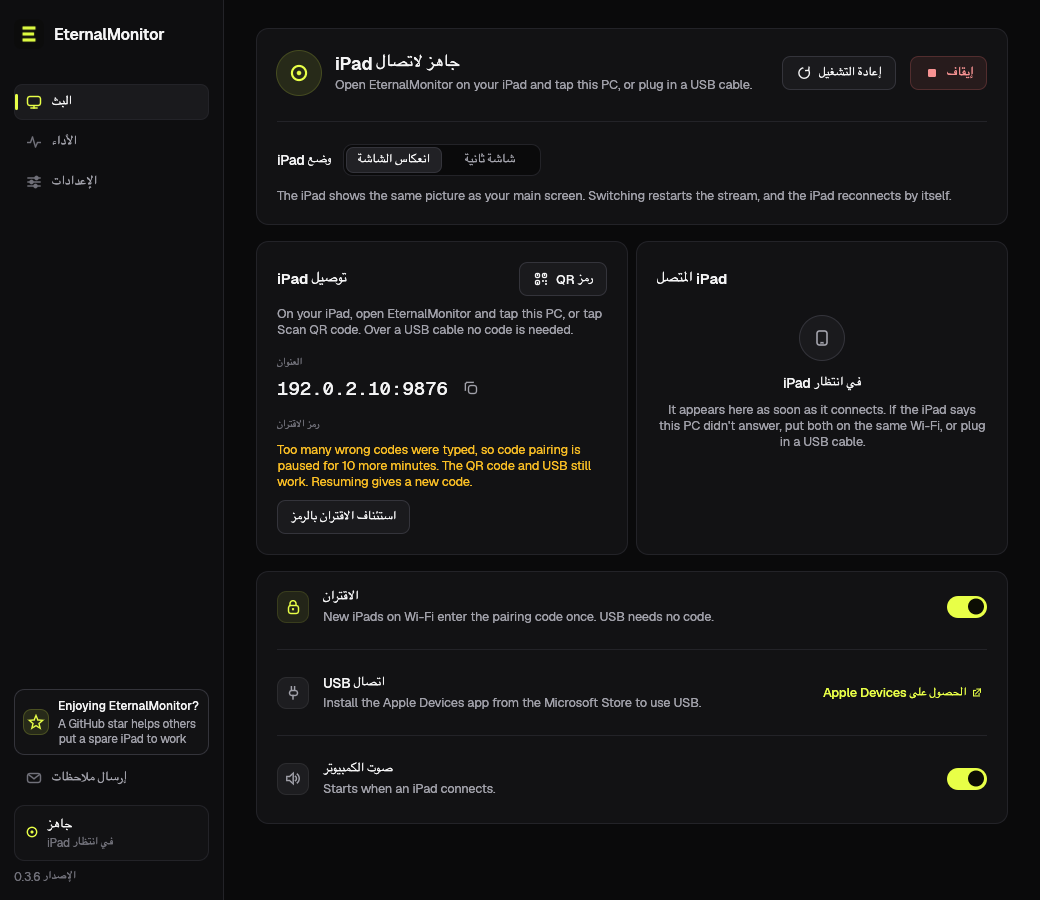 EternalMonitor
البث
الأداء
الإعدادات
Enjoying EternalMonitor?
A GitHub star helps others
put a spare iPad to work
إرسال ملاحظات
جاهز
في انتظار iPad
الإصدار 0.3.6
جاهز لاتصال iPad
Open EternalMonitor on your iPad and tap this PC, or plug in a USB cable.
إعادة التشغيل
إيقاف
وضع iPad
انعكاس الشاشة
شاشة ثانية
The iPad shows the same picture as your main screen. Switching restarts the stream, and the iPad reconnects by itself.
توصيل iPad
رمز QR
On your iPad, open EternalMonitor and tap this PC, or tap
Scan QR code. Over a USB cable no code is needed.
العنوان
192.0.2.10:9876
رمز الاقتران
Too many wrong codes were typed, so code pairing is
paused for 10 more minutes. The QR code and USB still
work. Resuming gives a new code.
استئناف الاقتران بالرمز
iPad المتصل
في انتظار iPad
It appears here as soon as it connects. If the iPad says
this PC didn't answer, put both on the same Wi-Fi, or plug
in a USB cable.
الاقتران
New iPads on Wi-Fi enter the pairing code once. USB needs no code.
اتصال USB
Install the Apple Devices app from the Microsoft Store to use USB.
الحصول على Apple Devices
صوت الكمبيوتر
Starts when an iPad connects.